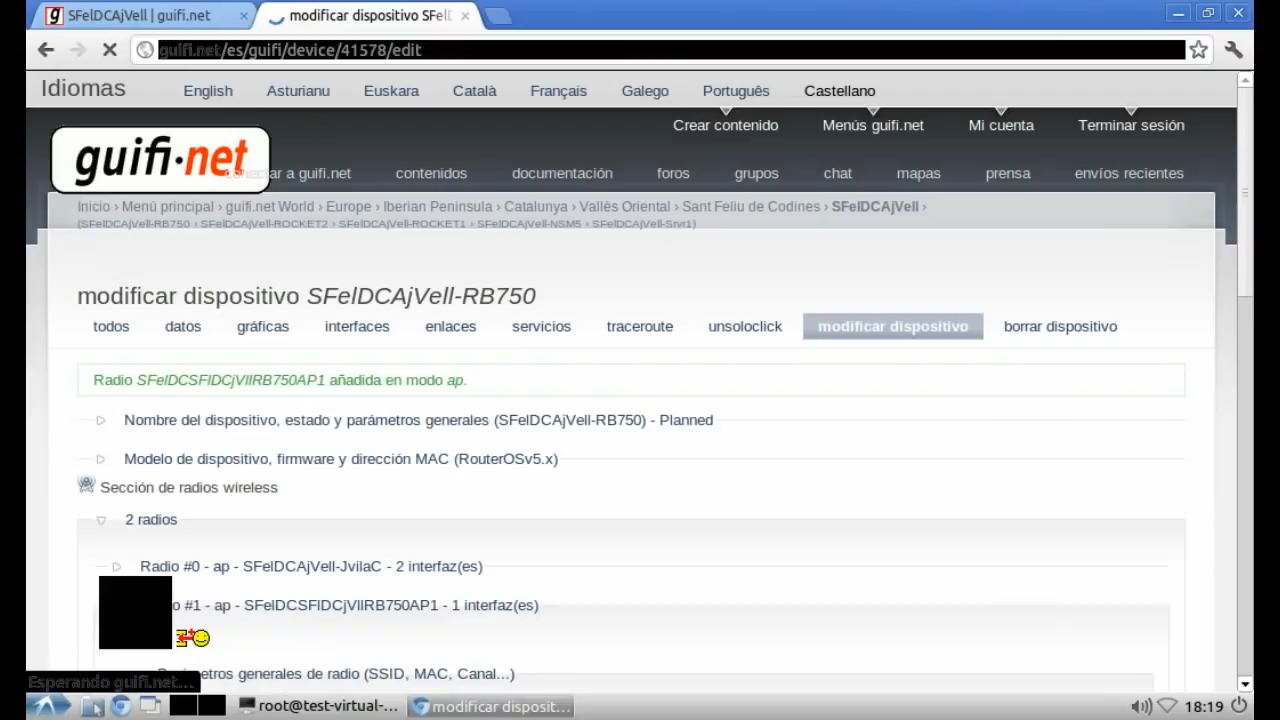 SFelDCAjVell | guifi.net
modificar dispositivo SFelD
guifi.net/es/guifi/device/41578/edit
Idiomas English Asturianu Euskara Català Français Galego Português Castellano
Crear contenido Menús guifi.net Mi cuenta Terminar sesión
guifi·net
a guifi.net contenidos documentación foros grupos chat mapas prensa envíos recientes
Inicio › Menú principal › guifi.net World › Europe › Iberian Peninsula › Catalunya › Vallès Oriental › Sant Feliu de Codines › SFelDCAjVell ›
(SFelDCAjVell-RB750 › SFelDCAjVell-ROCKET2 › SFelDCAjVell-ROCKET1 › SFelDCAjVell-NSM5 › SFelDCAjVell-Srvr1)
modificar dispositivo SFelDCAjVell-RB750
todos datos gráficas interfaces enlaces servicios traceroute unsoloclick modificar dispositivo borrar dispositivo
Radio SFelDCSFlDCjVllRB750AP1 añadida en modo ap.
Nombre del dispositivo, estado y parámetros generales (SFelDCAjVell-RB750) - Planned
Modelo de dispositivo, firmware y dirección MAC (RouterOSv5.x)
Sección de radios wireless
2 radios
Radio #0 - ap - SFelDCAjVell-JvilaC - 2 interfaz(es)
o #1 - ap - SFelDCSFlDCjVllRB750AP1 - 1 interfaz(es)
Parámetros generales de radio (SSID, MAC, Canal...)
Esperando guifi.net...
root@test-virtual-... modificar disposit... 18:19